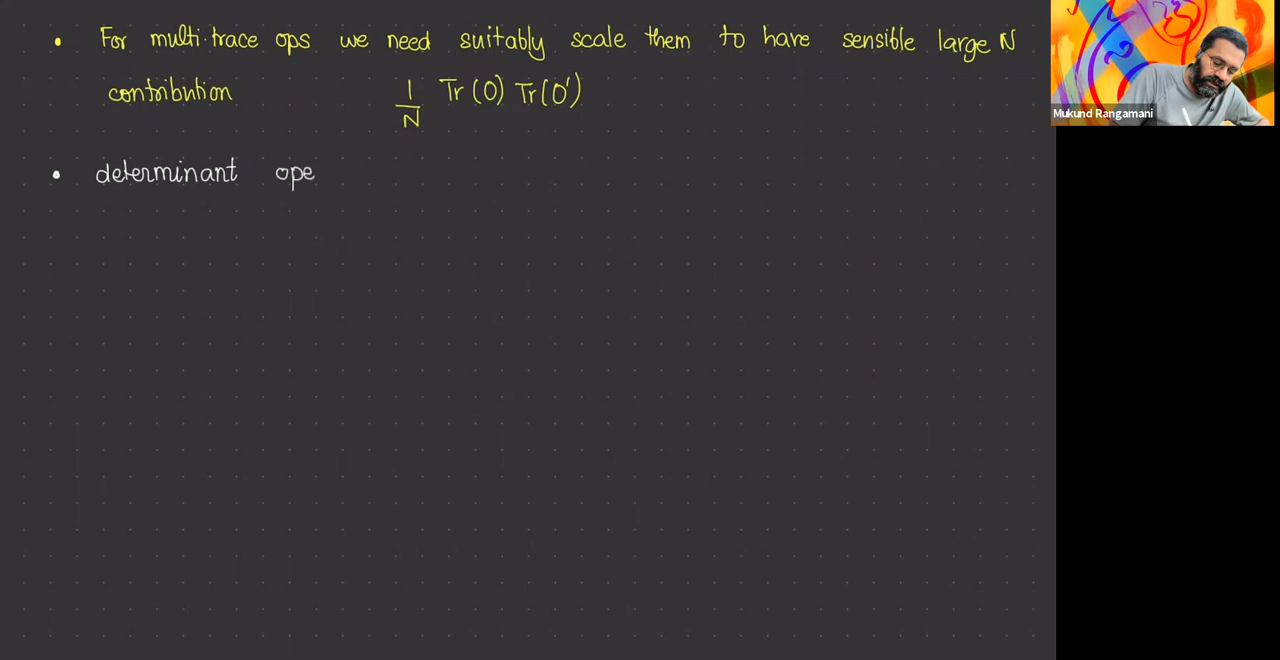 • For multi-trace ops we need suitably scale them to have sensible large N
contribution 1/N Tr(O) Tr(O')
• determinant ope
Mukund Rangamani